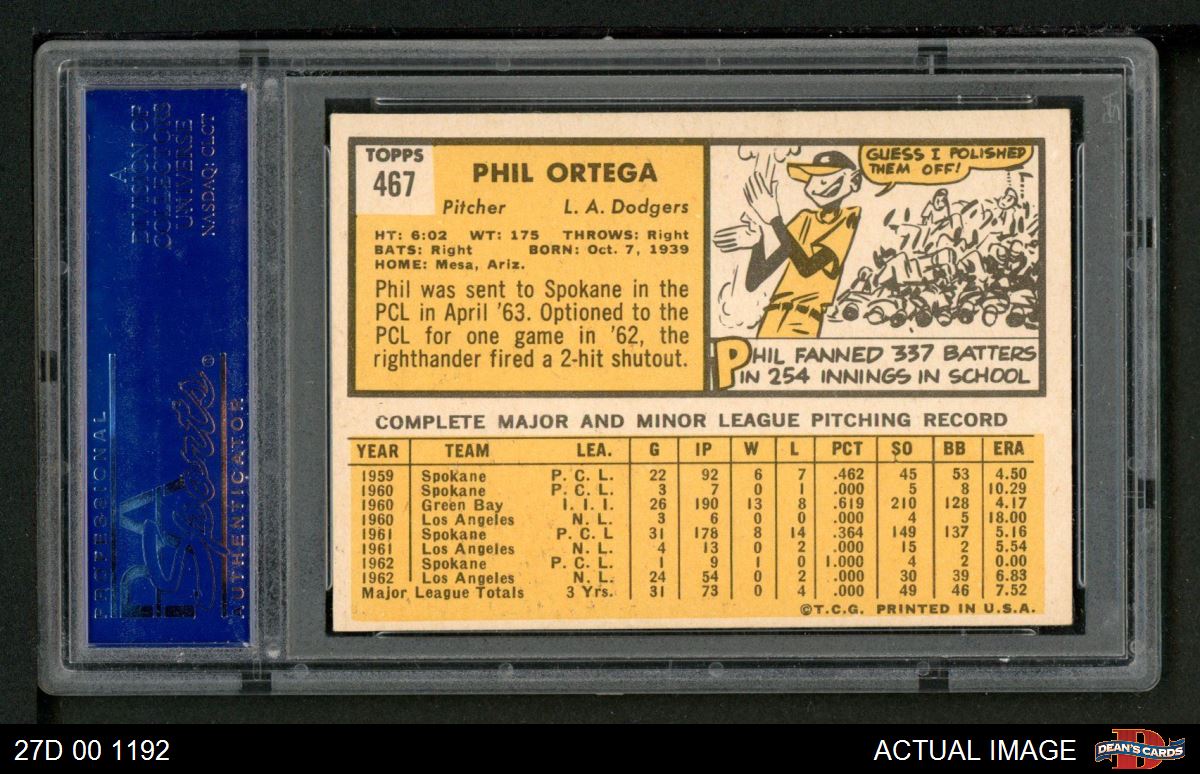 A
DIVISION OF
COLLECTORS
UNIVERSE
NASDAQ: CLCT
PROFESSIONAL
PSA
Sports
AUTHENTICATOR
TOPPS
467
PHIL ORTEGA
Pitcher L. A. Dodgers
HT: 6:02 WT: 175 THROWS: Right
BATS: Right BORN: Oct. 7, 1939
HOME: Mesa, Ariz.
Phil was sent to Spokane in the
PCL in April '63. Optioned to the
PCL for one game in '62, the
righthander fired a 2-hit shutout.
GUESS I POLISHED
THEM OFF!
PHIL FANNED 337 BATTERS
IN 254 INNINGS IN SCHOOL
COMPLETE MAJOR AND MINOR LEAGUE PITCHING RECORD
YEAR TEAM LEA. G IP W L PCT SO BB ERA
1959 Spokane P. C. L. 22 92 6 7 .462 45 53 4.50
1960 Spokane P. C. L. 3 7 0 1 .000 5 8 10.29
1960 Green Bay I. I. I. 26 190 13 8 .619 210 128 4.17
1960 Los Angeles N. L. 3 6 0 0 .000 4 5 18.00
1961 Spokane P. C. L 31 178 8 14 .364 149 137 5.16
1961 Los Angeles N. L. 4 13 0 2 .000 15 2 5.54
1962 Spokane P. C. L. 1 9 1 0 1.000 4 2 0.00
1962 Los Angeles N. L. 24 54 0 2 .000 30 39 6.83
Major League Totals 3 Yrs. 31 73 0 4 .000 49 46 7.52
©T.C.G. PRINTED IN U.S.A.
27D 00 1192
ACTUAL IMAGE
DEAN'S CARDS